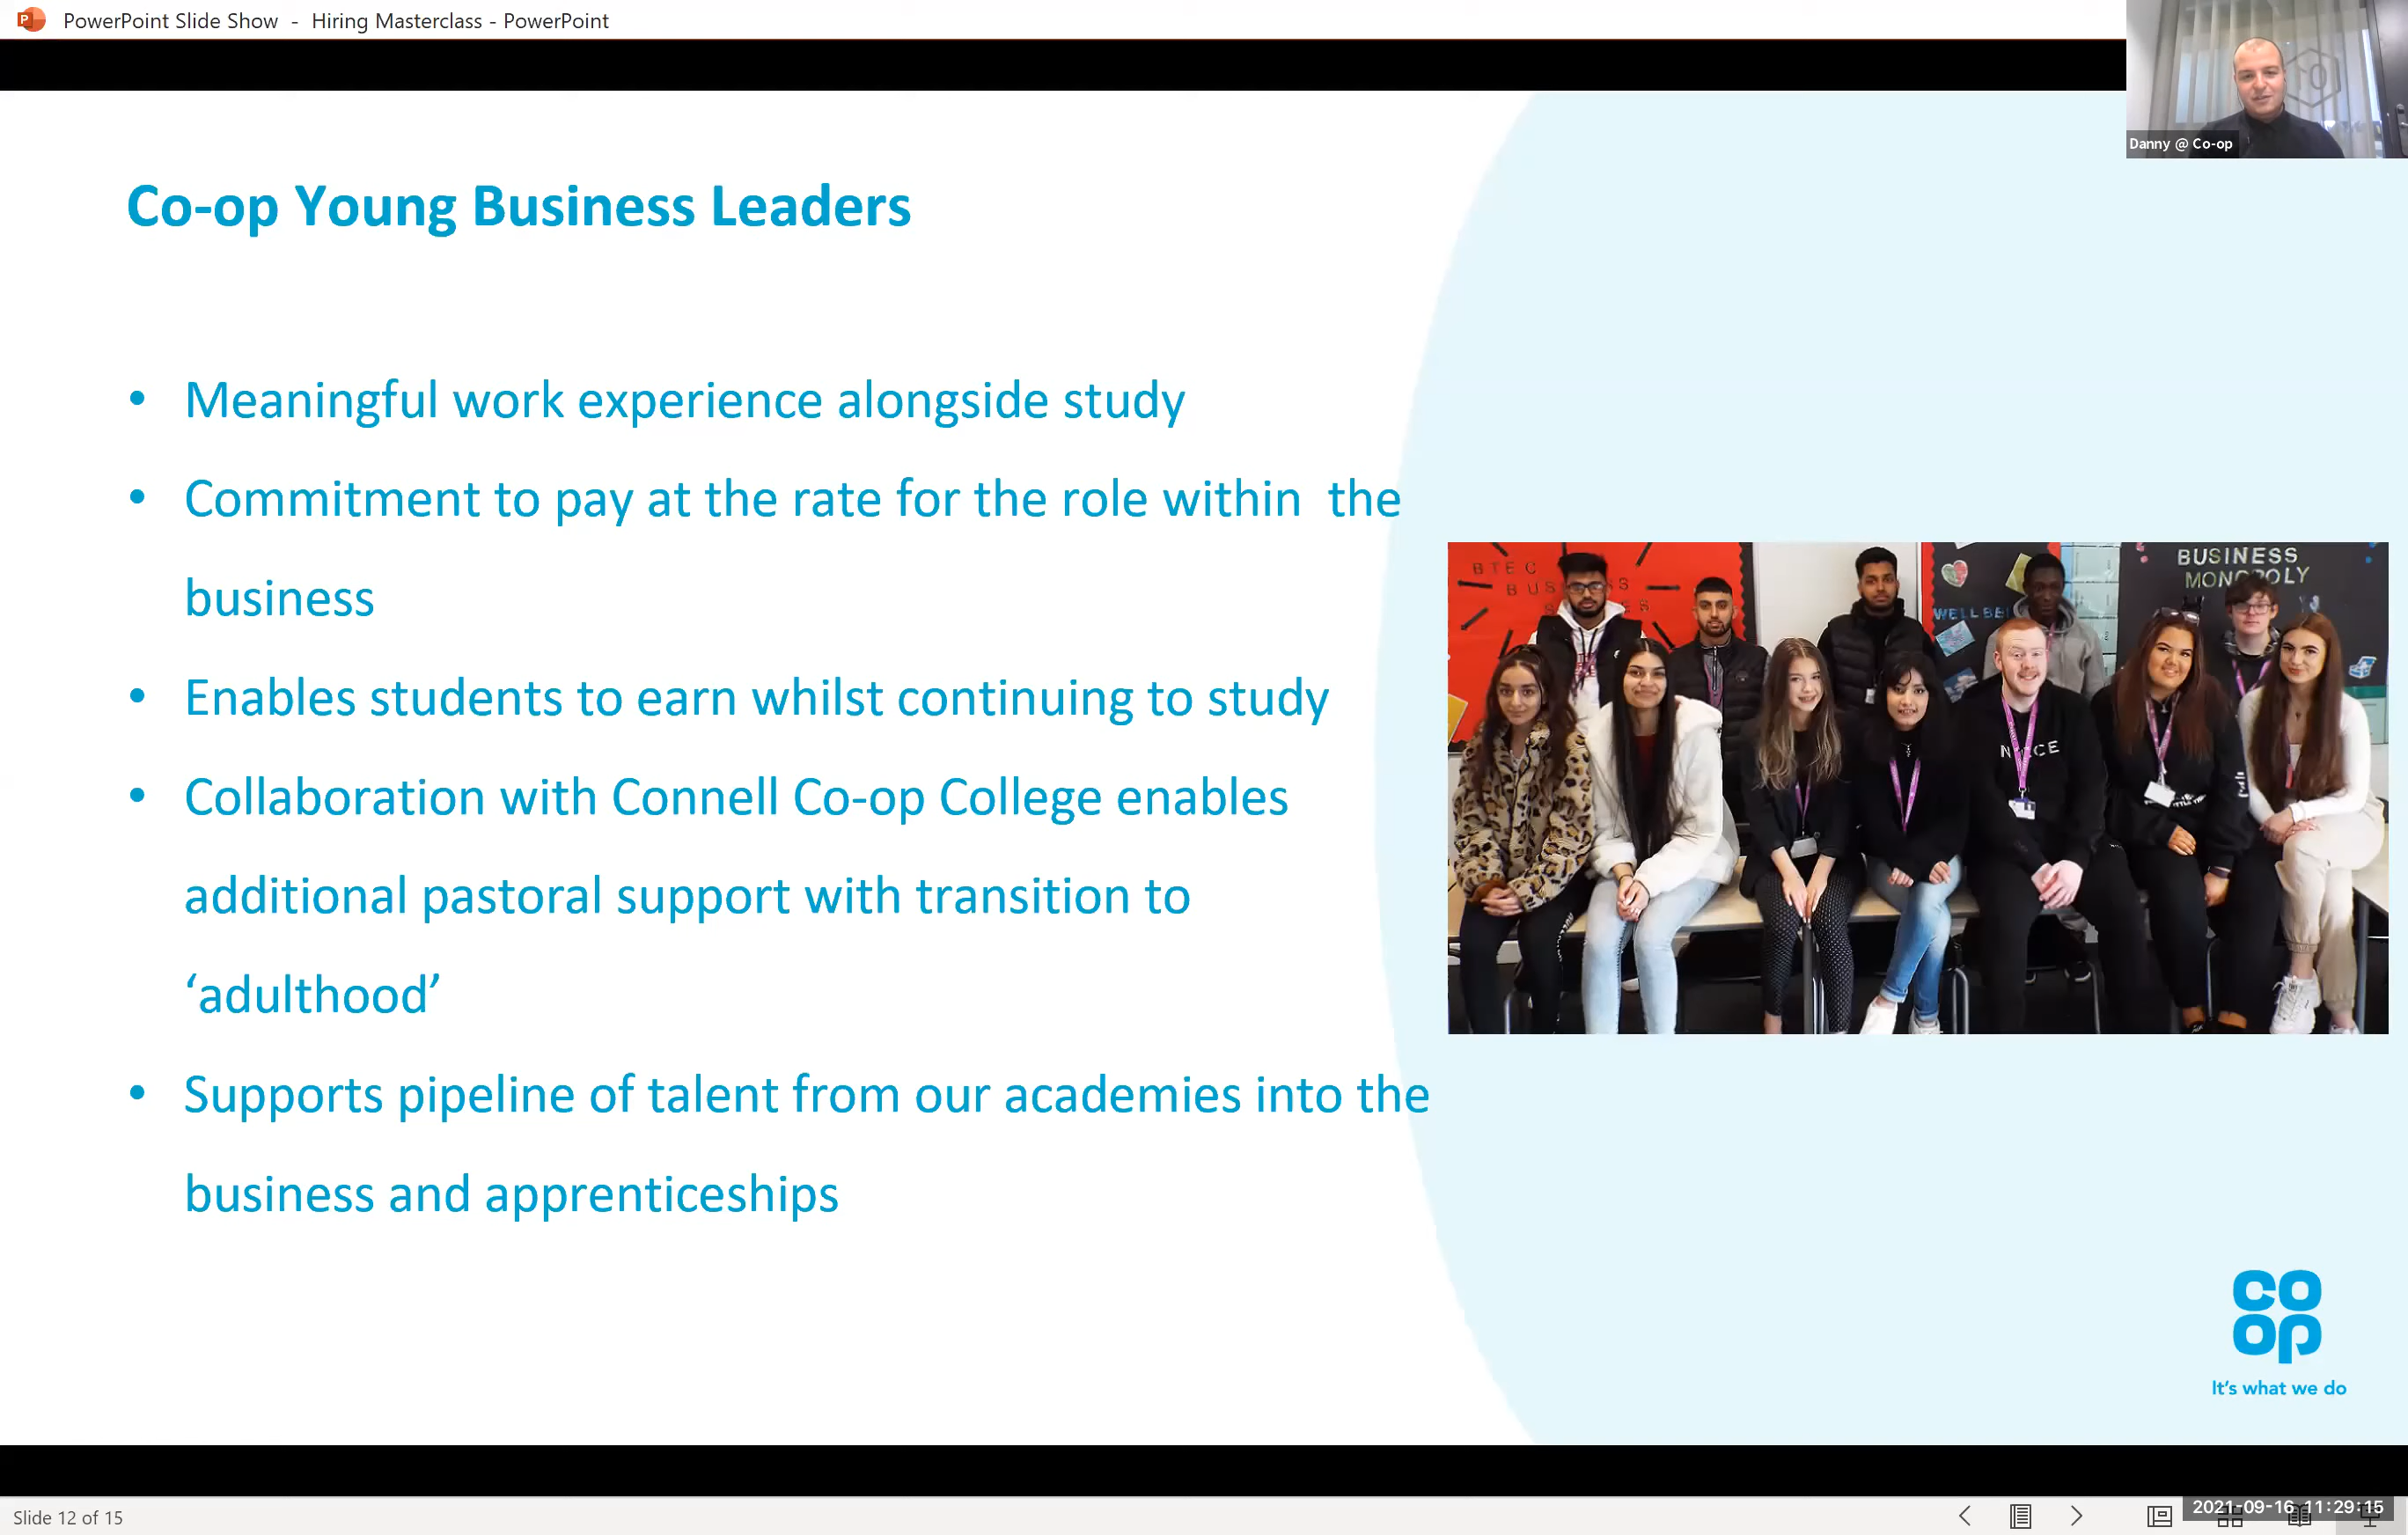 PowerPoint Slide Show - Hiring Masterclass - PowerPoint
Danny @ Co-op
Co-op Young Business Leaders
• Meaningful work experience alongside study
• Commitment to pay at the rate for the role within  the
business
• Enables students to earn whilst continuing to study
• Collaboration with Connell Co-op College enables
additional pastoral support with transition to
‘adulthood’
• Supports pipeline of talent from our academies into the
business and apprenticeships
BTEC
BUSINESS
MONOPOLY
co
op
It's what we do
Slide 12 of 15
2021-09-16 11:29:15